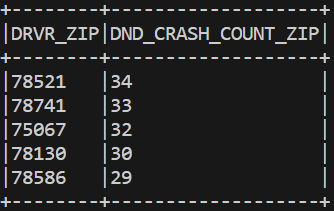 +--------+-------------------+
|DRVR_ZIP|DND_CRASH_COUNT_ZIP|
+--------+-------------------+
|78521   |34                 |
|78741   |33                 |
|75067   |32                 |
|78130   |30                 |
|78586   |29                 |
+--------+-------------------+